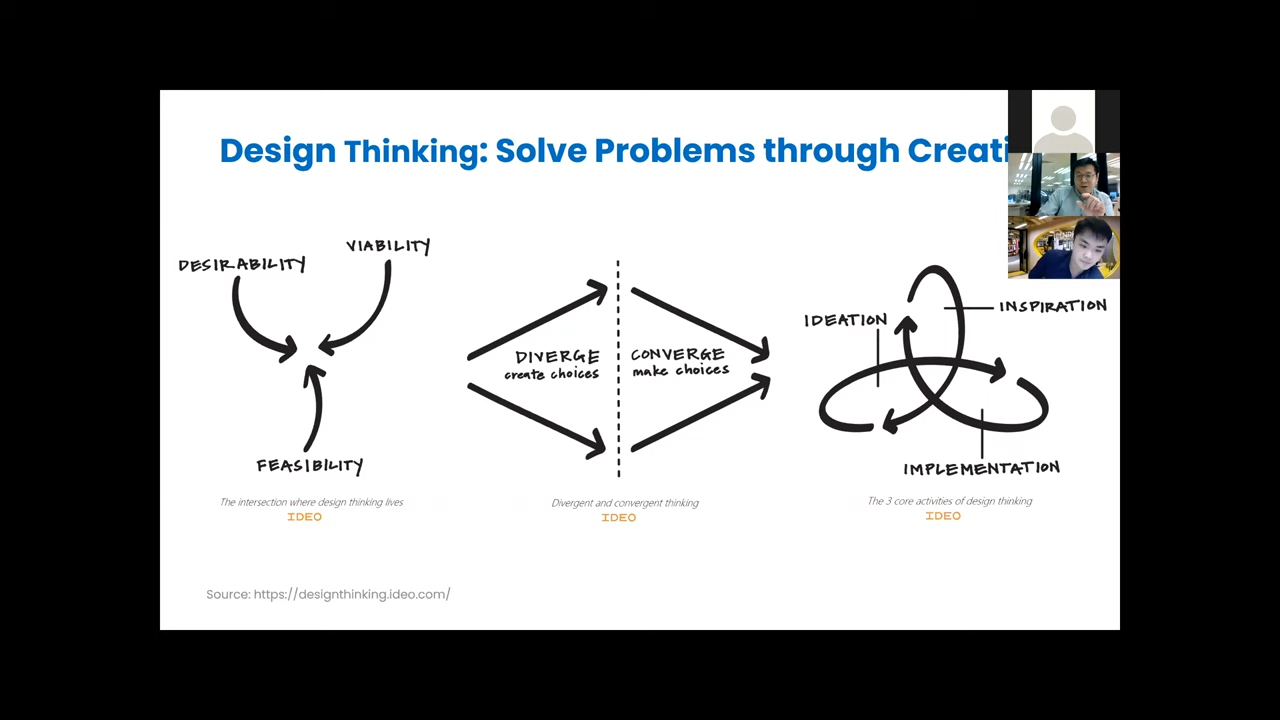 Design Thinking: Solve Problems through Creati
DESIRABILITY
VIABILITY
FEASIBILITY
The intersection where design thinking lives
IDEO
DIVERGE
create choices
CONVERGE
make choices
Divergent and convergent thinking
IDEO
IDEATION
INSPIRATION
IMPLEMENTATION
The 3 core activities of design thinking
IDEO
Source: https://designthinking.ideo.com/